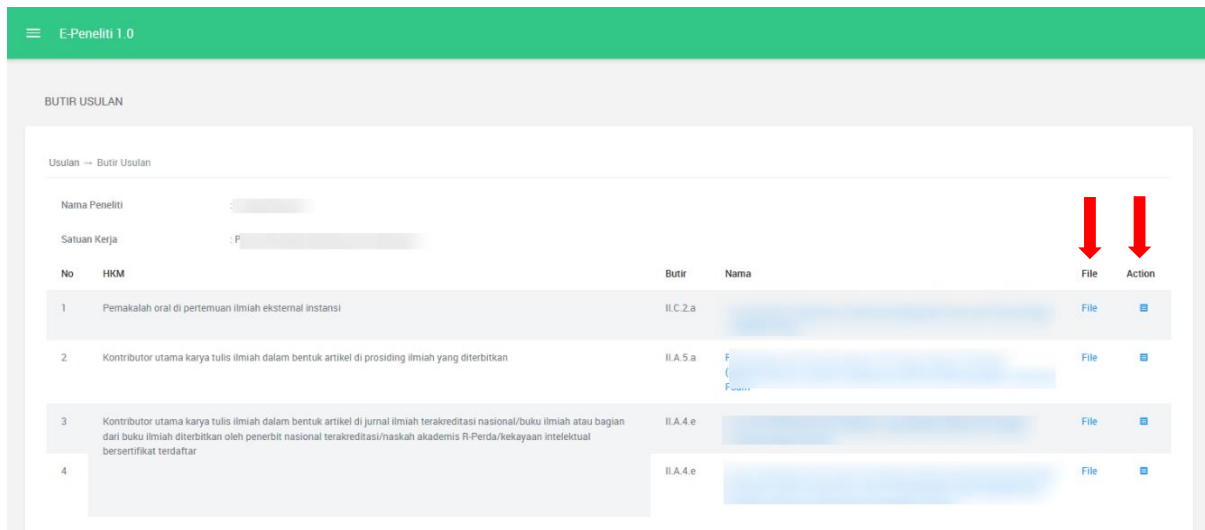 E-Peneliti 1.0
BUTIR USULAN
Usulan → Butir Usulan
Nama Peneliti :
Satuan Kerja : P
No HKM Butir Nama File Action
1 Pemakalah oral di pertemuan ilmiah eksternal instansi II.C.2.a File
2 Kontributor utama karya tulis ilmiah dalam bentuk artikel di prosiding ilmiah yang diterbitkan II.A.5.a File
3 Kontributor utama karya tulis ilmiah dalam bentuk artikel di jurnal ilmiah terakreditasi nasional/buku ilmiah atau bagian II.A.4.e File
dari buku ilmiah diterbitkan oleh penerbit nasional terakreditasi/naskah akademis R-Perda/kekayaan intelektual
bersertifikat terdaftar
4 II.A.4.e File